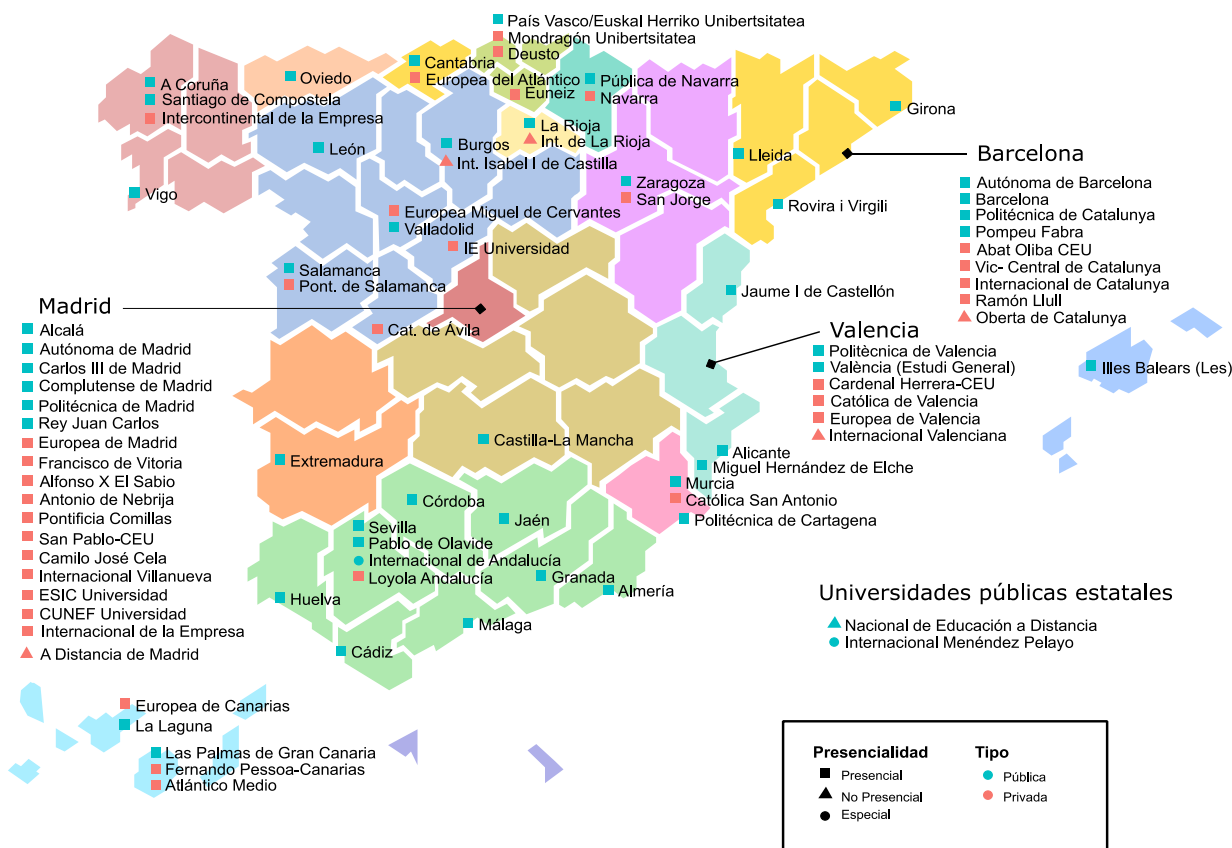 País Vasco/Euskal Herriko Unibertsitatea
Mondragón Unibertsitatea
Deusto
Cantabria
Europea del Atlántico
Euneiz
Pública de Navarra
Navarra
Oviedo
A Coruña
Santiago de Compostela
Intercontinental de la Empresa
Vigo
León
Burgos
Int. Isabel I de Castilla
La Rioja
Int. de La Rioja
Girona
Lleida
Rovira i Virgili
Zaragoza
San Jorge
Europea Miguel de Cervantes
Valladolid
IE Universidad
Salamanca
Pont. de Salamanca
Cat. de Ávila
Barcelona
Autónoma de Barcelona
Barcelona
Politécnica de Catalunya
Pompeu Fabra
Abat Oliba CEU
Vic- Central de Catalunya
Internacional de Catalunya
Ramón Llull
Oberta de Catalunya
Madrid
Alcalá
Autónoma de Madrid
Carlos III de Madrid
Complutense de Madrid
Politécnica de Madrid
Rey Juan Carlos
Europea de Madrid
Francisco de Vitoria
Alfonso X El Sabio
Antonio de Nebrija
Pontificia Comillas
San Pablo-CEU
Camilo José Cela
Internacional Villanueva
ESIC Universidad
CUNEF Universidad
Internacional de la Empresa
A Distancia de Madrid
Jaume I de Castellón
Valencia
Politècnica de Valencia
València (Estudi General)
Cardenal Herrera-CEU
Católica de Valencia
Europea de Valencia
Internacional Valenciana
Illes Balears (Les)
Castilla-La Mancha
Extremadura
Alicante
Miguel Hernández de Elche
Murcia
Católica San Antonio
Politécnica de Cartagena
Córdoba
Jaén
Sevilla
Pablo de Olavide
Internacional de Andalucía
Loyola Andalucía
Granada
Almería
Huelva
Málaga
Cádiz
Universidades públicas estatales
Nacional de Educación a Distancia
Internacional Menéndez Pelayo
Europea de Canarias
La Laguna
Las Palmas de Gran Canaria
Fernando Pessoa-Canarias
Atlántico Medio
Presencialidad
Presencial
No Presencial
Especial
Tipo
Pública
Privada